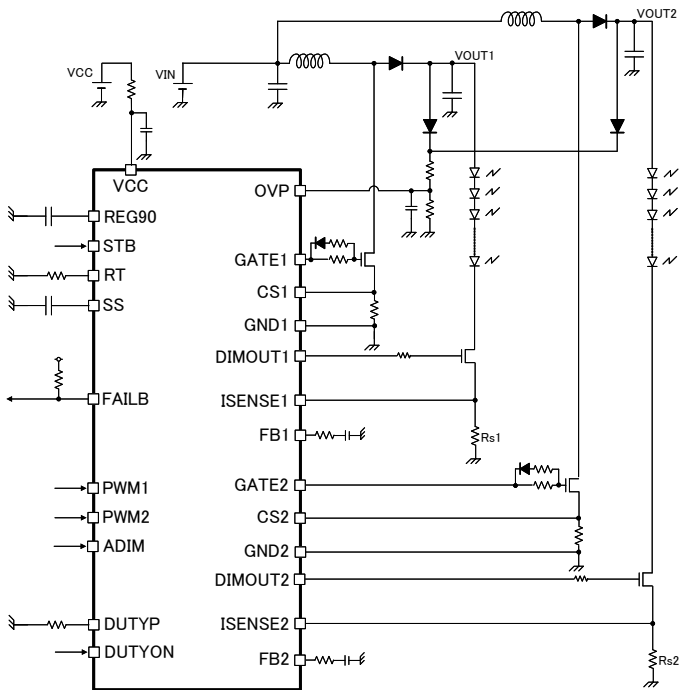 VOUT2
VOUT1
VCC
VIN
VCC
OVP
REG90
STB
GATE1
RT
CS1
SS
GND1
DIMOUT1
FAILB
ISENSE1
FB1
Rs1
PWM1
GATE2
PWM2
CS2
ADIM
GND2
DIMOUT2
DUTYP
ISENSE2
DUTYON
FB2
Rs2